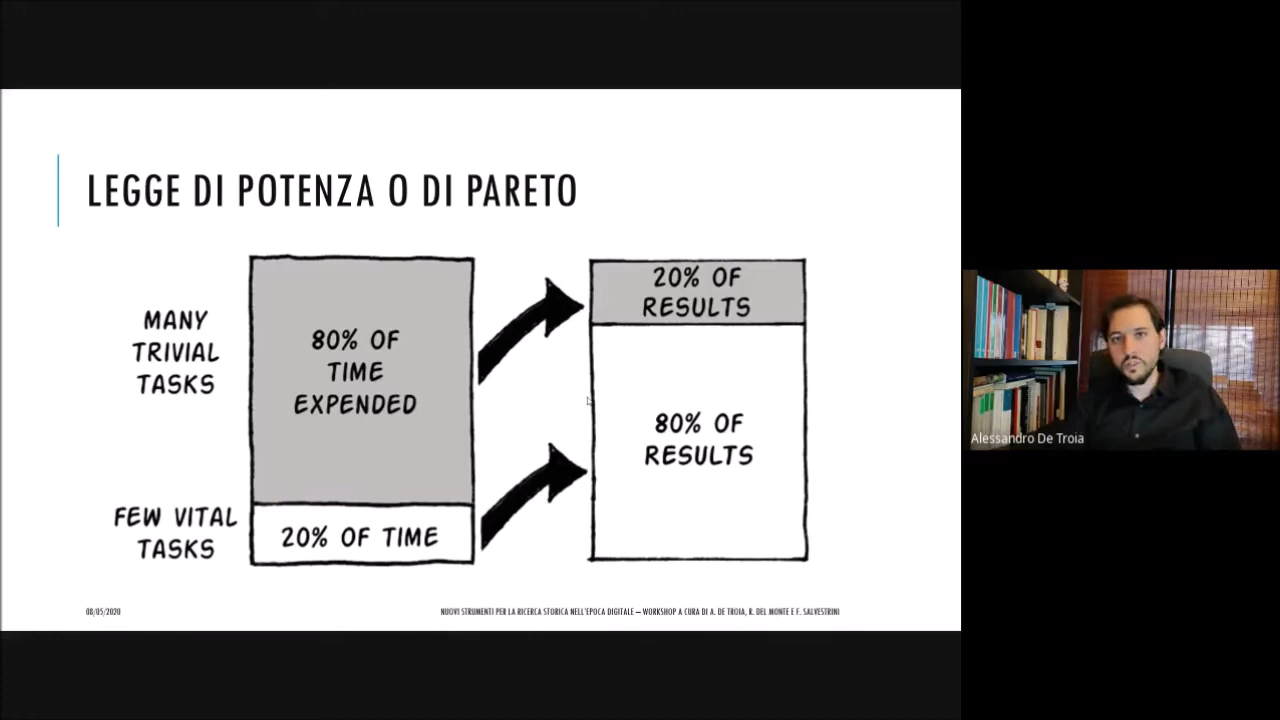 LEGGE DI POTENZA O DI PARETO
MANY
TRIVIAL
TASKS
80% OF
TIME
EXPENDED
20% OF
RESULTS
80% OF
RESULTS
FEW VITAL
TASKS
20% OF TIME
Alessandro De Troia
08/05/2020
NUOVI STRUMENTI PER LA RICERCA STORICA NELL'EPOCA DIGITALE – WORKSHOP A CURA DI A. DE TROIA, R. DEL MONTE E F. SALVESTRINI